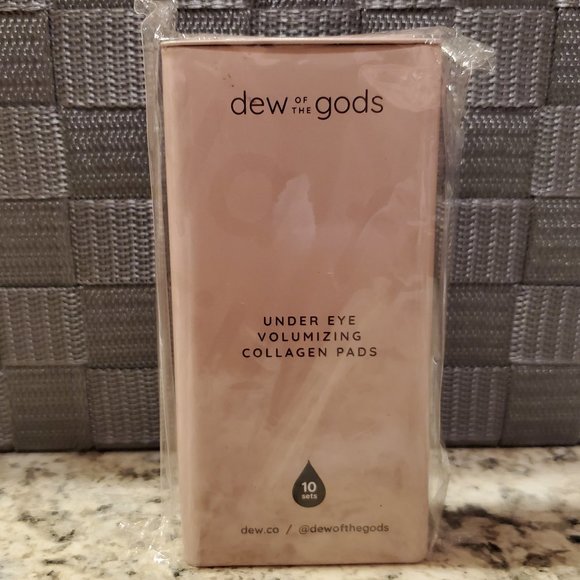 dew OF THE gods
UNDER EYE
VOLUMIZING
COLLAGEN PADS
10
sets
dew.co / @dewofthegods